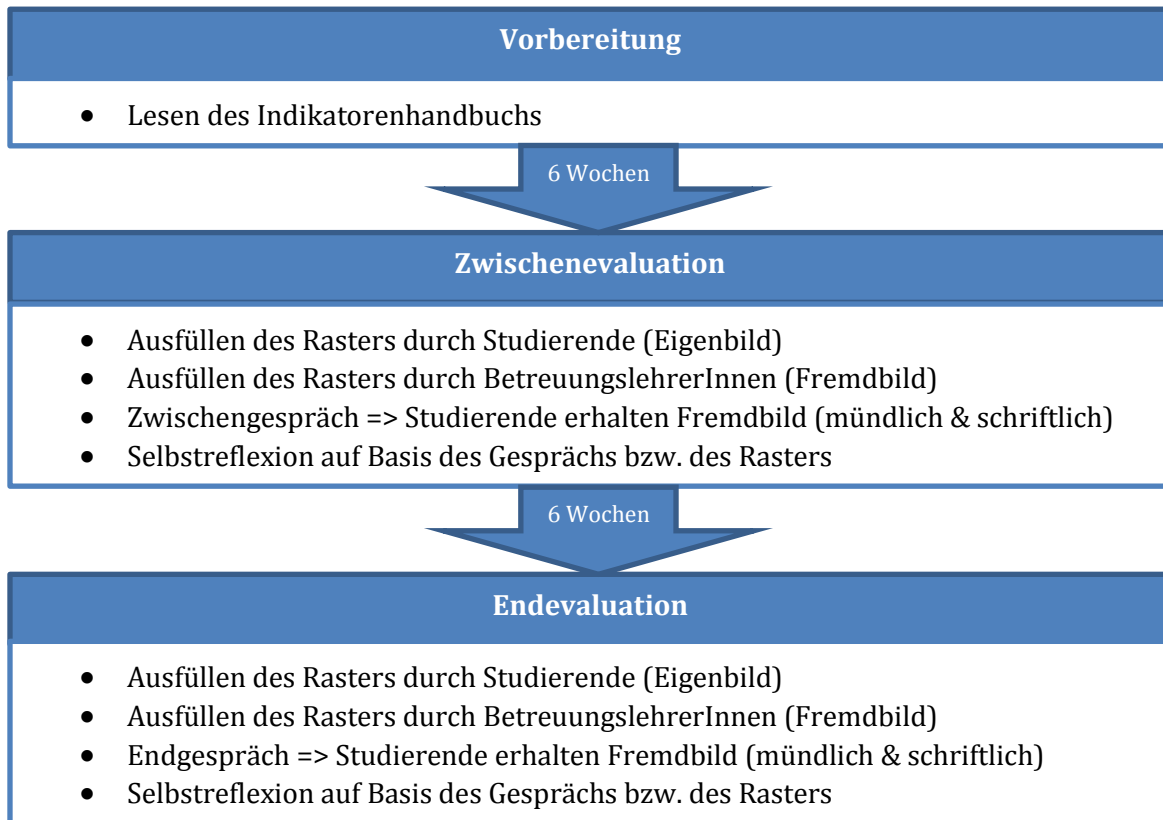 Vorbereitung
• Lesen des Indikatorenhandbuchs
6 Wochen
Zwischenevaluation
• Ausfüllen des Rasters durch Studierende (Eigenbild)
• Ausfüllen des Rasters durch BetreuungslehrerInnen (Fremdbild)
• Zwischengespräch => Studierende erhalten Fremdbild (mündlich & schriftlich)
• Selbstreflexion auf Basis des Gesprächs bzw. des Rasters
6 Wochen
Endevaluation
• Ausfüllen des Rasters durch Studierende (Eigenbild)
• Ausfüllen des Rasters durch BetreuungslehrerInnen (Fremdbild)
• Endgespräch => Studierende erhalten Fremdbild (mündlich & schriftlich)
• Selbstreflexion auf Basis des Gesprächs bzw. des Rasters